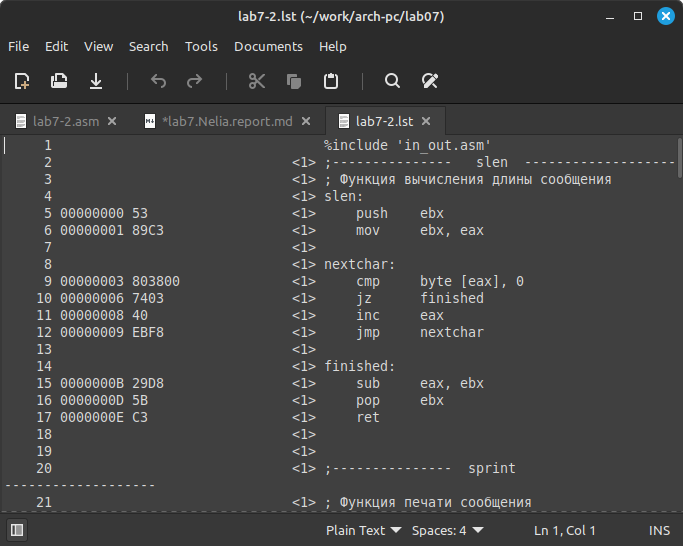 lab7-2.lst (~/work/arch-pc/lab07)
File Edit View Search Tools Documents Help
lab7-2.asm *lab7.Nelia.report.md lab7-2.lst
1 %include 'in_out.asm'
2 <1> ;--------------- slen -------------------
3 <1> ; Функция вычисления длины сообщения
4 <1> slen:
5 00000000 53 <1> push ebx
6 00000001 89C3 <1> mov ebx, eax
7 <1>
8 <1> nextchar:
9 00000003 803800 <1> cmp byte [eax], 0
10 00000006 7403 <1> jz finished
11 00000008 40 <1> inc eax
12 00000009 EBF8 <1> jmp nextchar
13 <1>
14 <1> finished:
15 0000000B 29D8 <1> sub eax, ebx
16 0000000D 5B <1> pop ebx
17 0000000E C3 <1> ret
18 <1>
19 <1>
20 <1> ;--------------- sprint
-------------------
21 <1> ; Функция печати сообщения
Plain Text Spaces: 4 Ln 1, Col 1 INS